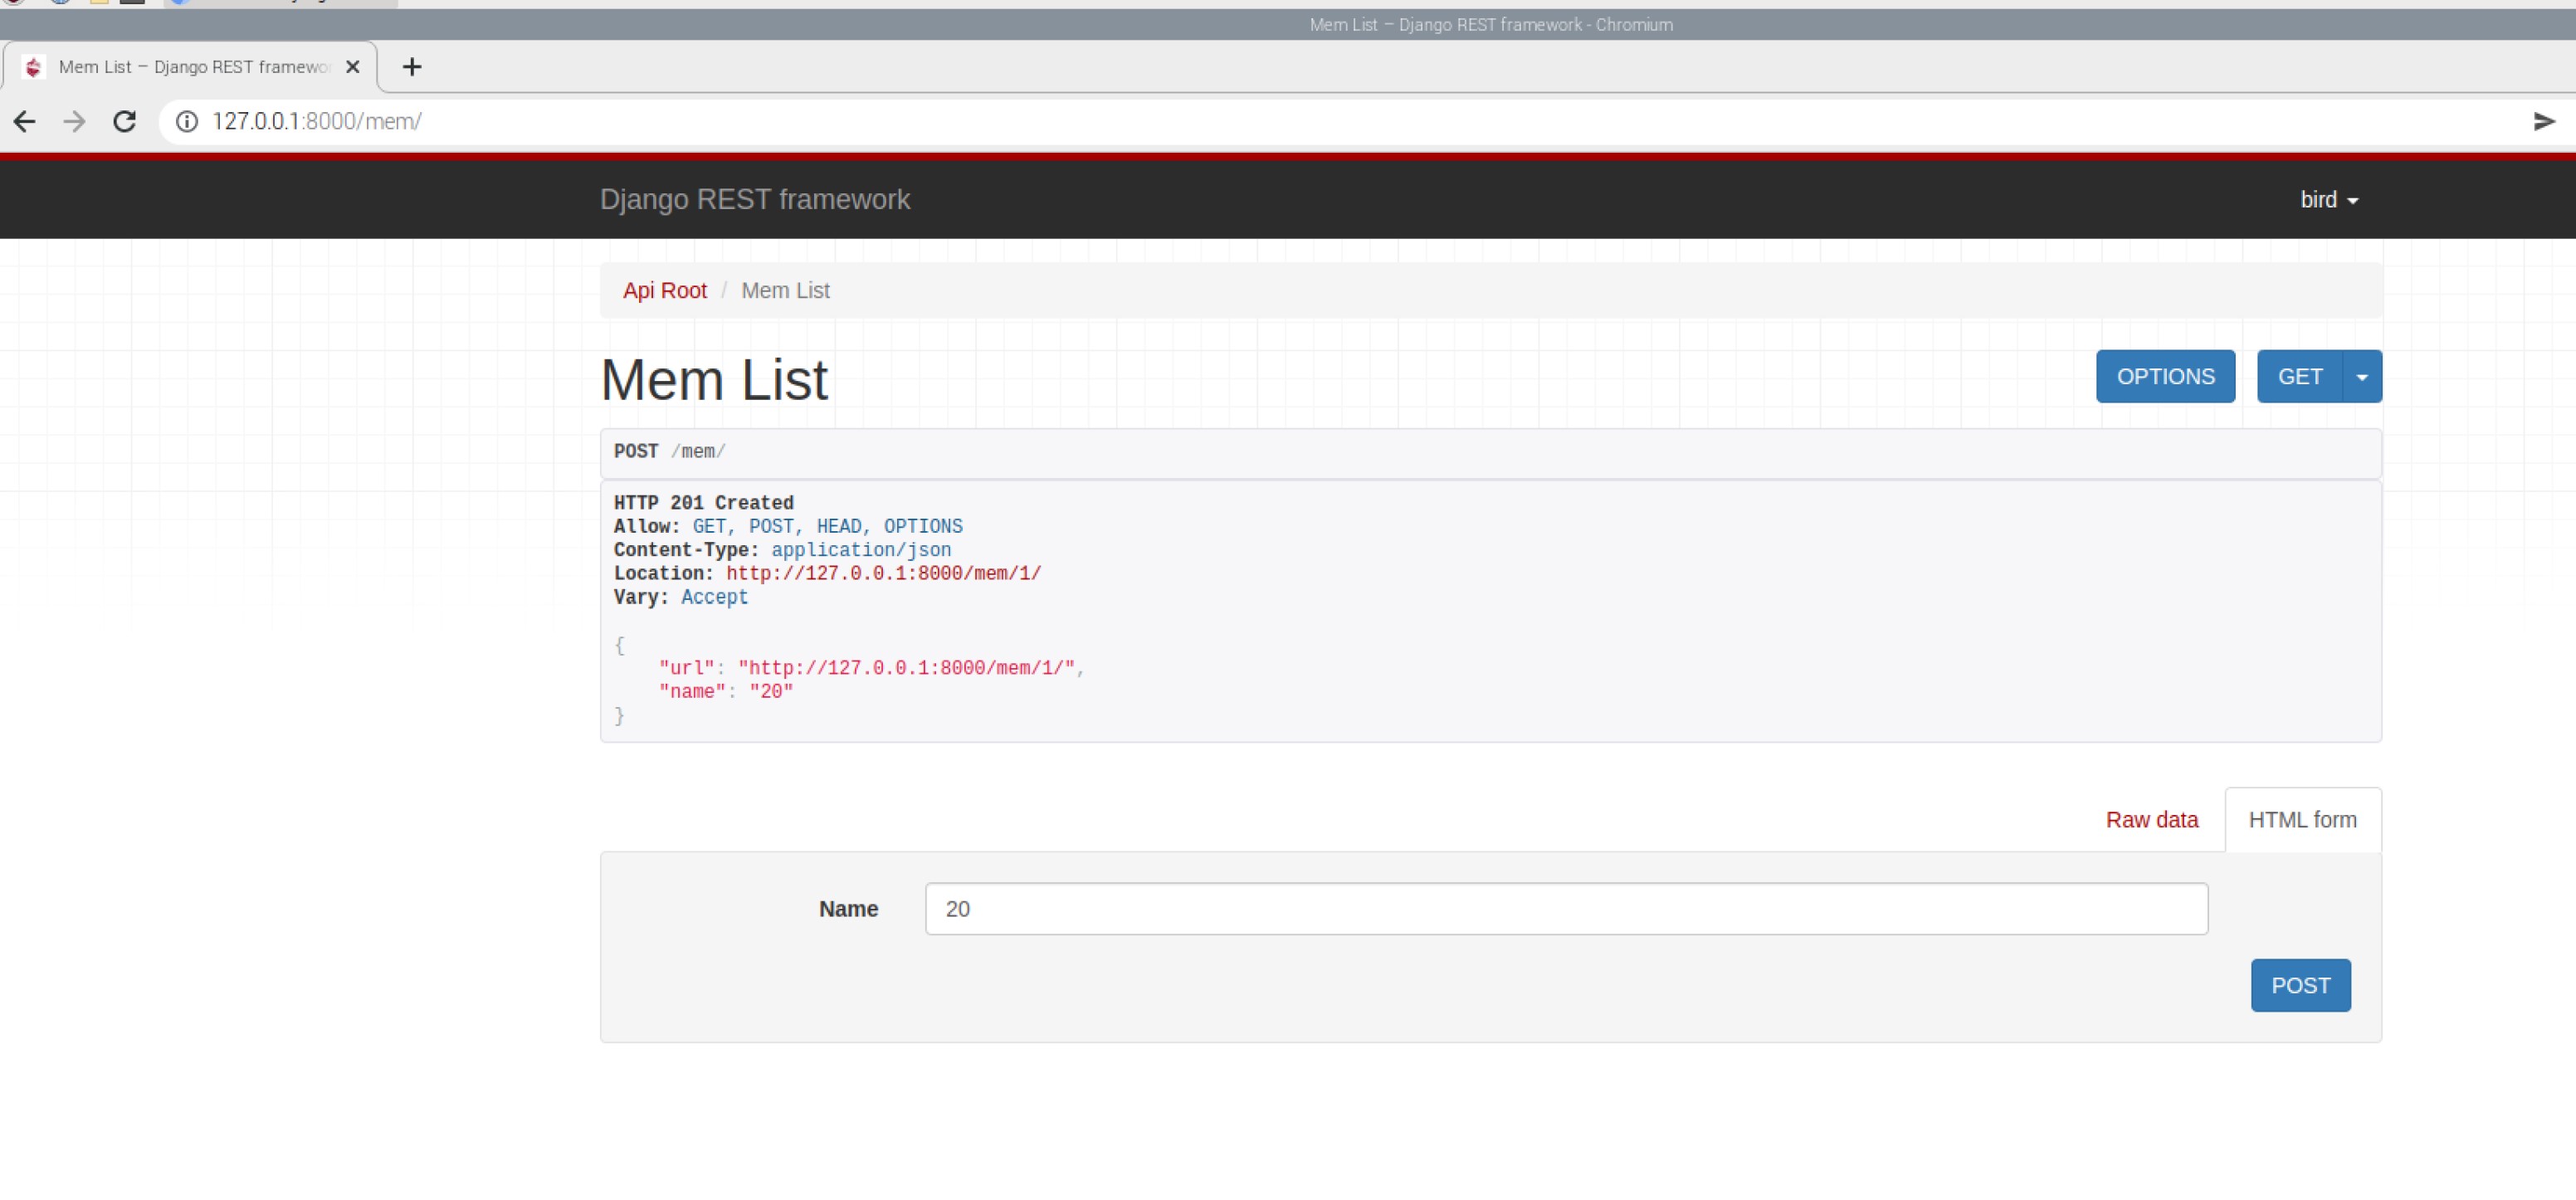 Mem List – Django REST framework - Chromium
Mem List – Django REST framewo
127.0.0.1:8000/mem/
Django REST framework
bird
Api Root / Mem List
Mem List
OPTIONS
GET
POST /mem/
HTTP 201 Created
Allow: GET, POST, HEAD, OPTIONS
Content-Type: application/json
Location: http://127.0.0.1:8000/mem/1/
Vary: Accept
{
"url": "http://127.0.0.1:8000/mem/1/",
"name": "20"
}
Raw data
HTML form
Name
20
POST